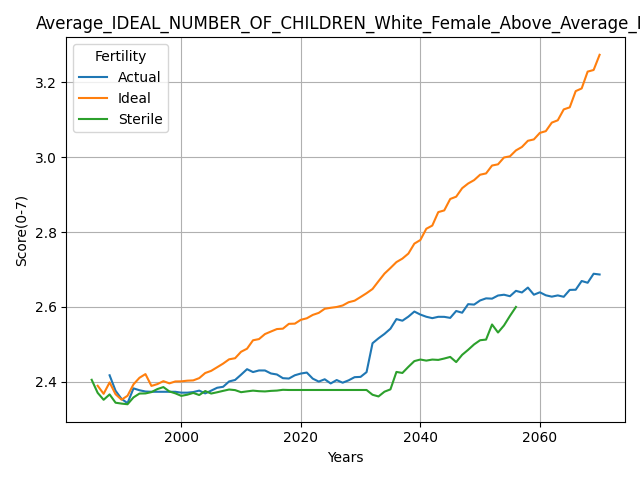 Average_IDEAL_NUMBER_OF_CHILDREN_White_Female_Above_Average_I
Fertility
Actual
Ideal
Sterile
3.2
3.0
2.8
2.6
2.4
Score(0-7)
2000
2020
2040
2060
Years